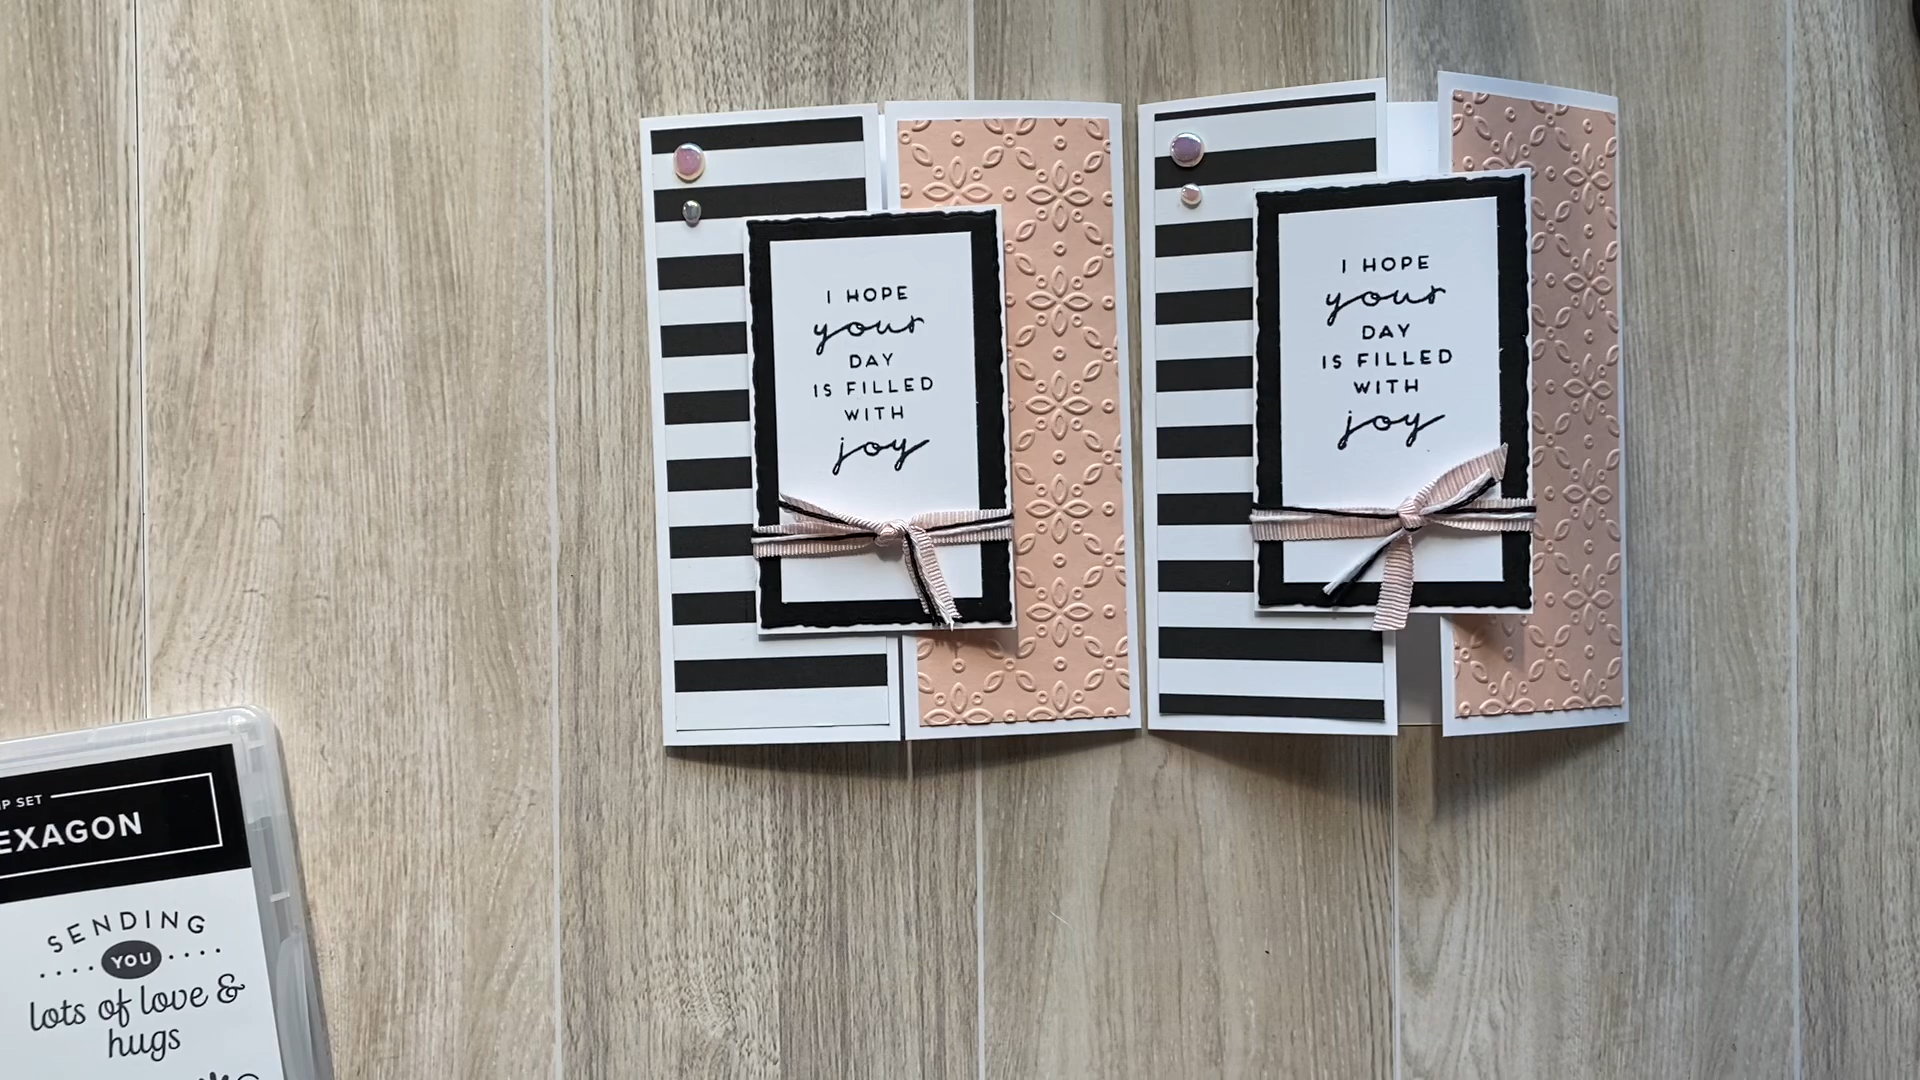 I HOPE
your
DAY
IS FILLED
WITH
joy
I HOPE
your
DAY
IS FILLED
WITH
joy
SET
SENDING
YOU
lots of love &
hugs